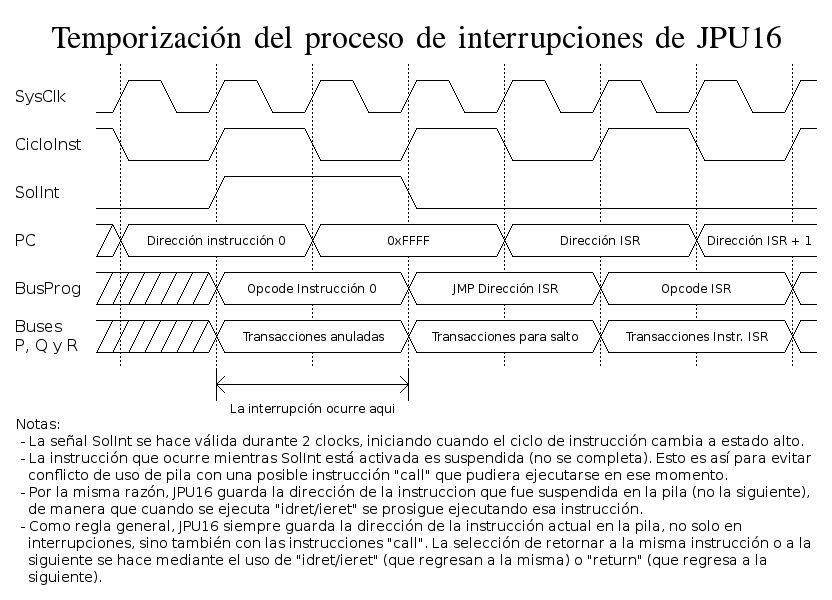 Temporización del proceso de interrupciones de JPU16
SysClk
CicloInst
SolInt
PC
Dirección instrucción 0
0xFFFF
Dirección ISR
Dirección ISR + 1
BusProg
Opcode Instrucción 0
JMP Dirección ISR
Opcode ISR
Buses
P, Q y R
Transacciones anuladas
Transacciones para salto
Transacciones Instr. ISR
La interrupción ocurre aqui
Notas:
- La señal SolInt se hace válida durante 2 clocks, iniciando cuando el ciclo de instrucción cambia a estado alto.
- La instrucción que ocurre mientras SolInt está activada es suspendida (no se completa). Esto es así para evitar
conflicto de uso de pila con una posible instrucción "call" que pudiera ejecutarse en ese momento.
- Por la misma razón, JPU16 guarda la dirección de la instruccion que fue suspendida en la pila (no la siguiente),
de manera que cuando se ejecuta "idret/ieret" se prosigue ejecutando esa instrucción.
- Como regla general, JPU16 siempre guarda la dirección de la instrucción actual en la pila, no solo en
interrupciones, sino también con las instrucciones "call". La selección de retornar a la misma instrucción o a la
siguiente se hace mediante el uso de "idret/ieret" (que regresan a la misma) o "return" (que regresa a la
siguiente).